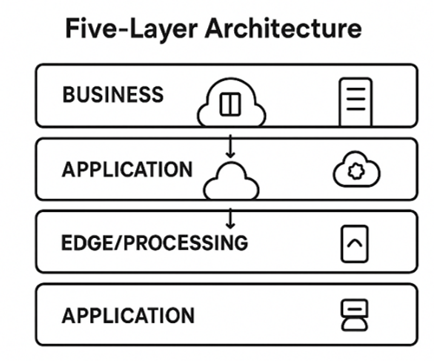 Five-Layer Architecture
BUSINESS
APPLICATION
EDGE/PROCESSING
APPLICATION